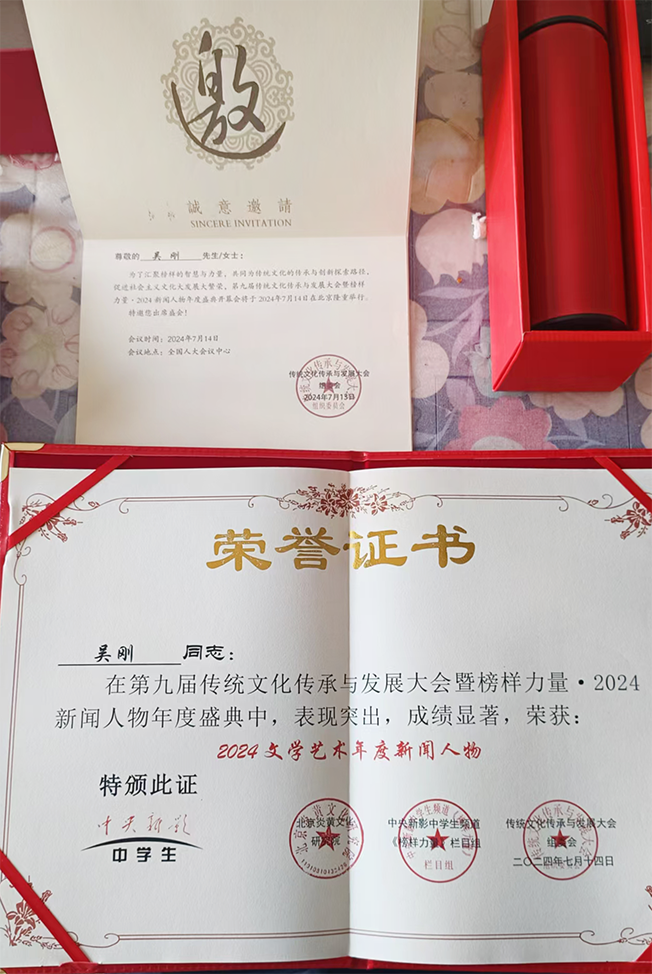 邀
誠意邀請
SINCERE INVITATION
尊敬的 吴刚 先生/女士：
为了汇聚榜样的智慧与力量，共同为传统文化的传承与创新探索路径，
促进社会主义文化大发展大繁荣。第九届传统文化传承与发展大会暨榜样
力量·2024新闻人物年度盛典开幕会将于2024年7月14日在北京隆重举行。
特邀您出席盛会！
会议时间：2024年7月14日
会议地点：全国人大会议中心
传统文化传承与发展大会
组委会
2024年7月13日
组织委员会
荣誉证书
吴刚 同志：
在第九届传统文化传承与发展大会暨榜样力量·2024
新闻人物年度盛典中，表现突出，成绩显著，荣获：
2024文学艺术年度新闻人物
特颁此证
中央新影
中学生
北京炎黄文化
研究院
中央新影中学生频道
《榜样力量》栏目组
栏目组
传统文化传承与发展大会
组委会
二〇二四年七月十四日